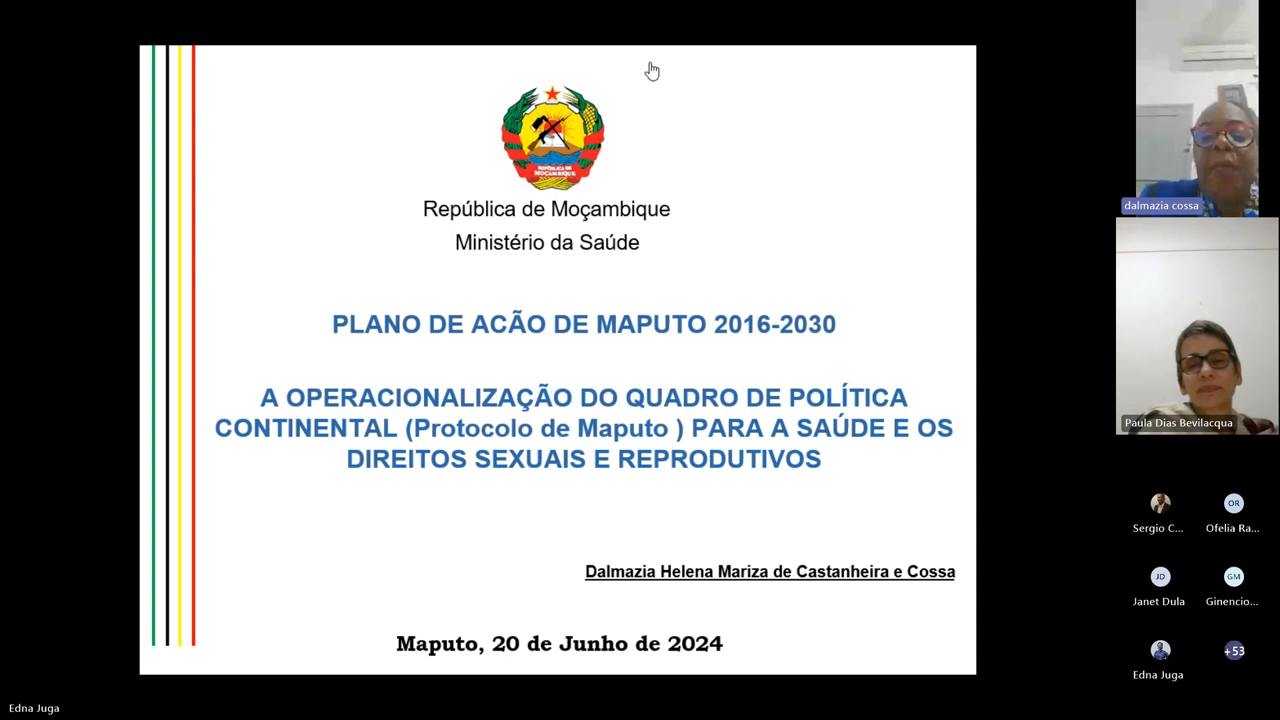 REPÚBLICA DE MOÇAMBIQUE
República de Moçambique
Ministério da Saúde
PLANO DE ACÃO DE MAPUTO 2016-2030
A OPERACIONALIZAÇÃO DO QUADRO DE POLÍTICA
CONTINENTAL (Protocolo de Maputo ) PARA A SAÚDE E OS
DIREITOS SEXUAIS E REPRODUTIVOS
Dalmazia Helena Mariza de Castanheira e Cossa
Maputo, 20 de Junho de 2024
dalmazia cossa
Paula Dias Bevilacqua
Sergio C...
OR
Ofelia Ra...
JD
Janet Dula
GM
Ginencio...
Edna Juga
+53
Edna Juga